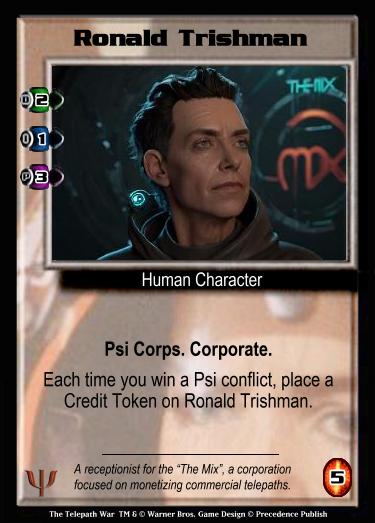 Ronald Trishman
THE MIX
MIX
D 2
I 1
P 3
Human Character
Psi Corps. Corporate.
Each time you win a Psi conflict, place a
Credit Token on Ronald Trishman.
A receptionist for the “The Mix”, a corporation
focused on monetizing commercial telepaths.
5
The Telepath War TM & © Warner Bros. Game Design © Precedence Publish